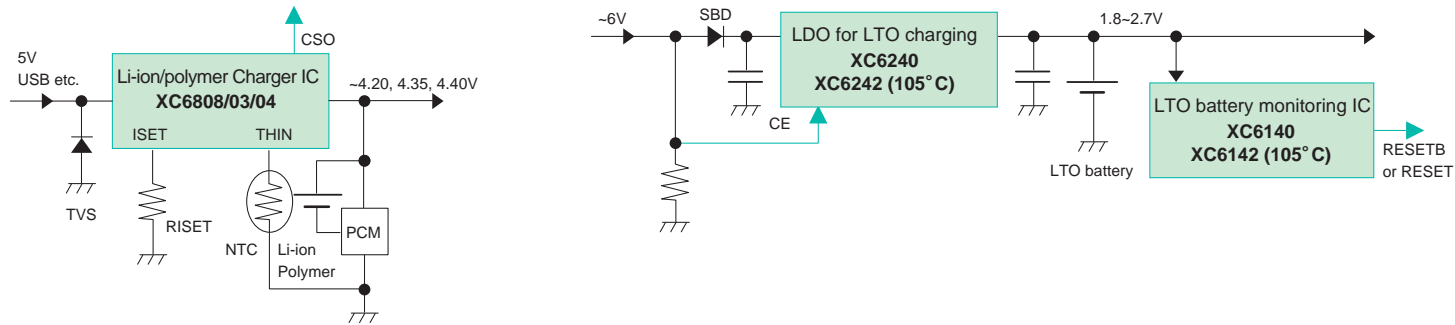 CSO
5V
USB etc.
Li-ion/polymer Charger IC
XC6808/03/04
ISET
THIN
~4.20, 4.35, 4.40V
TVS
RISET
NTC
Li-ion
Polymer
PCM
~6V
SBD
LDO for LTO charging
XC6240
XC6242 (105°C)
CE
1.8~2.7V
LTO battery
LTO battery monitoring IC
XC6140
XC6142 (105°C)
RESETB
or RESET